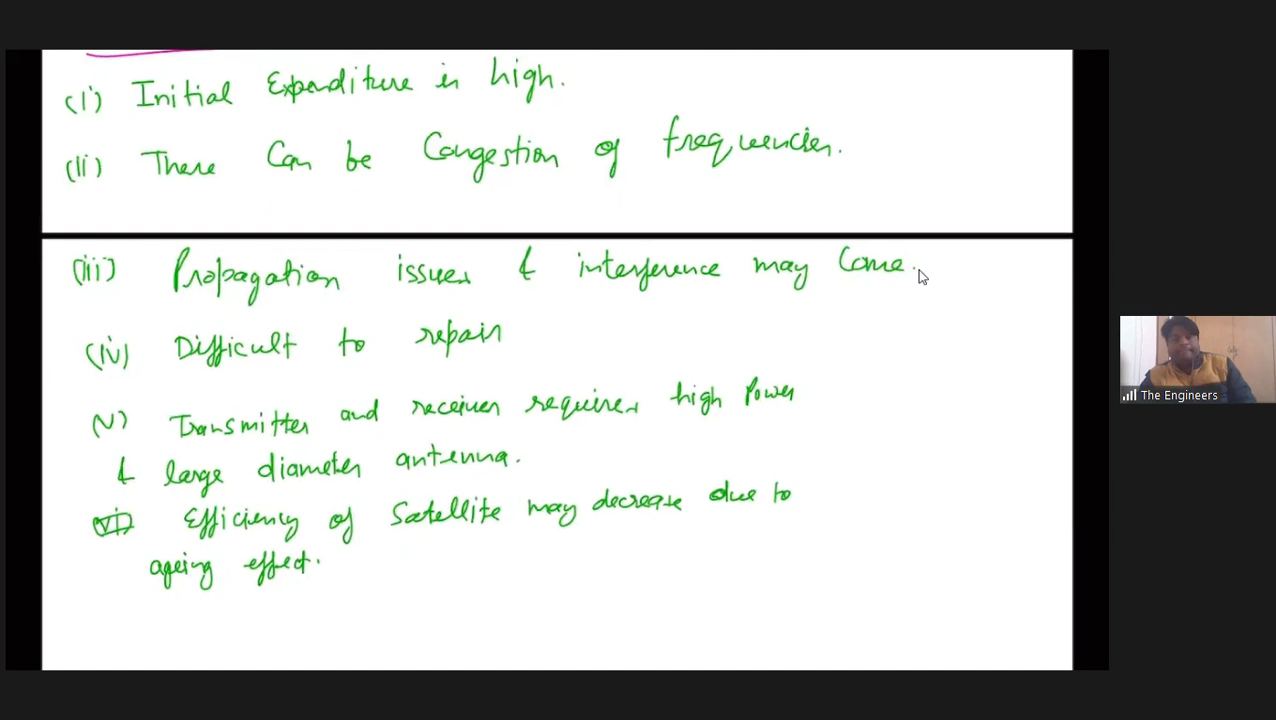 (i) Initial Expenditure is high.
(ii) There Can be Congestion of frequencies.
(iii) Propagation issues & interference may Come.
(iv) Difficult to repair
(v) Transmitter and receiver requires high Power
& large diameter antenna.
(vi) Efficiency of Satellite may decrease due to
ageing effect.
The Engineers